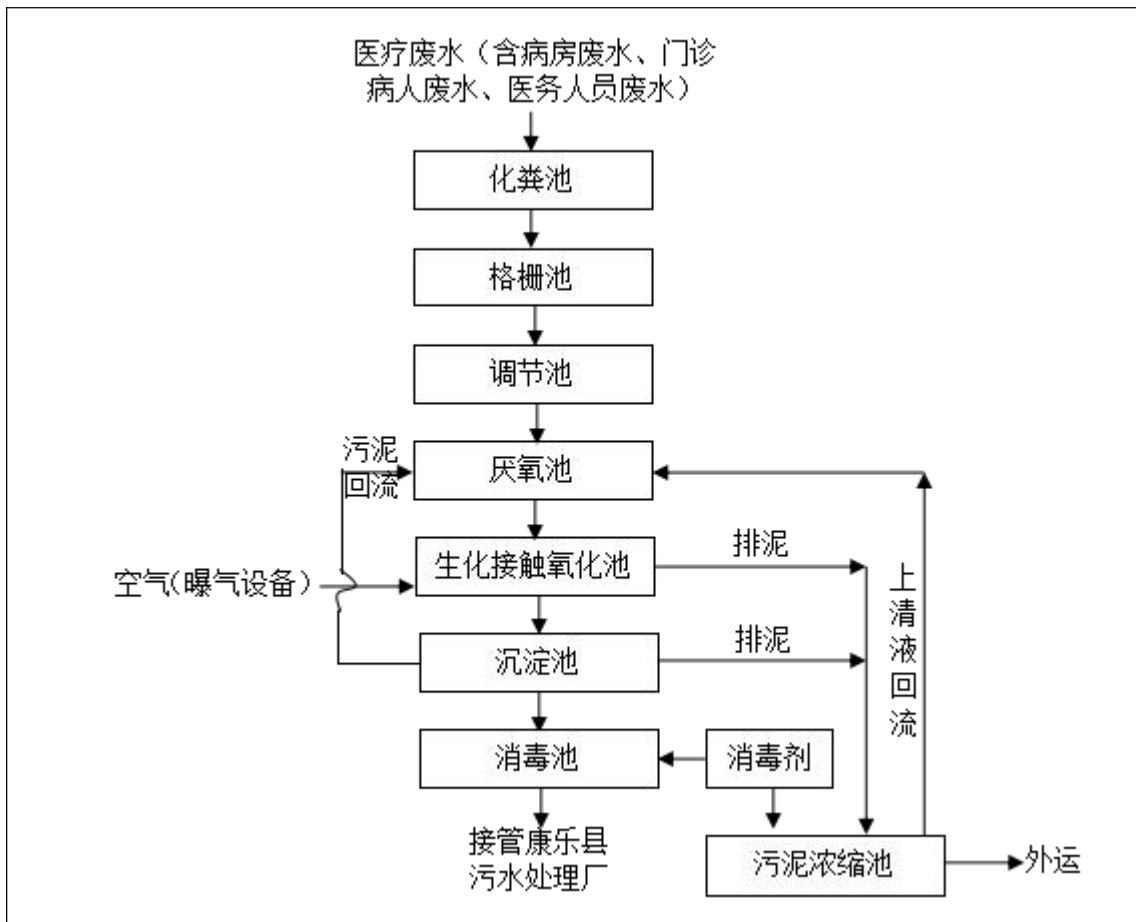 医疗废水（含病房废水、门诊
病人废水、医务人员废水）
化粪池
格栅池
调节池
污泥
回流
厌氧池
生化接触氧化池
排泥
空气(曝气设备）
上清液回流
沉淀池
排泥
消毒池
消毒剂
接管康乐县
污水处理厂
污泥浓缩池
外运